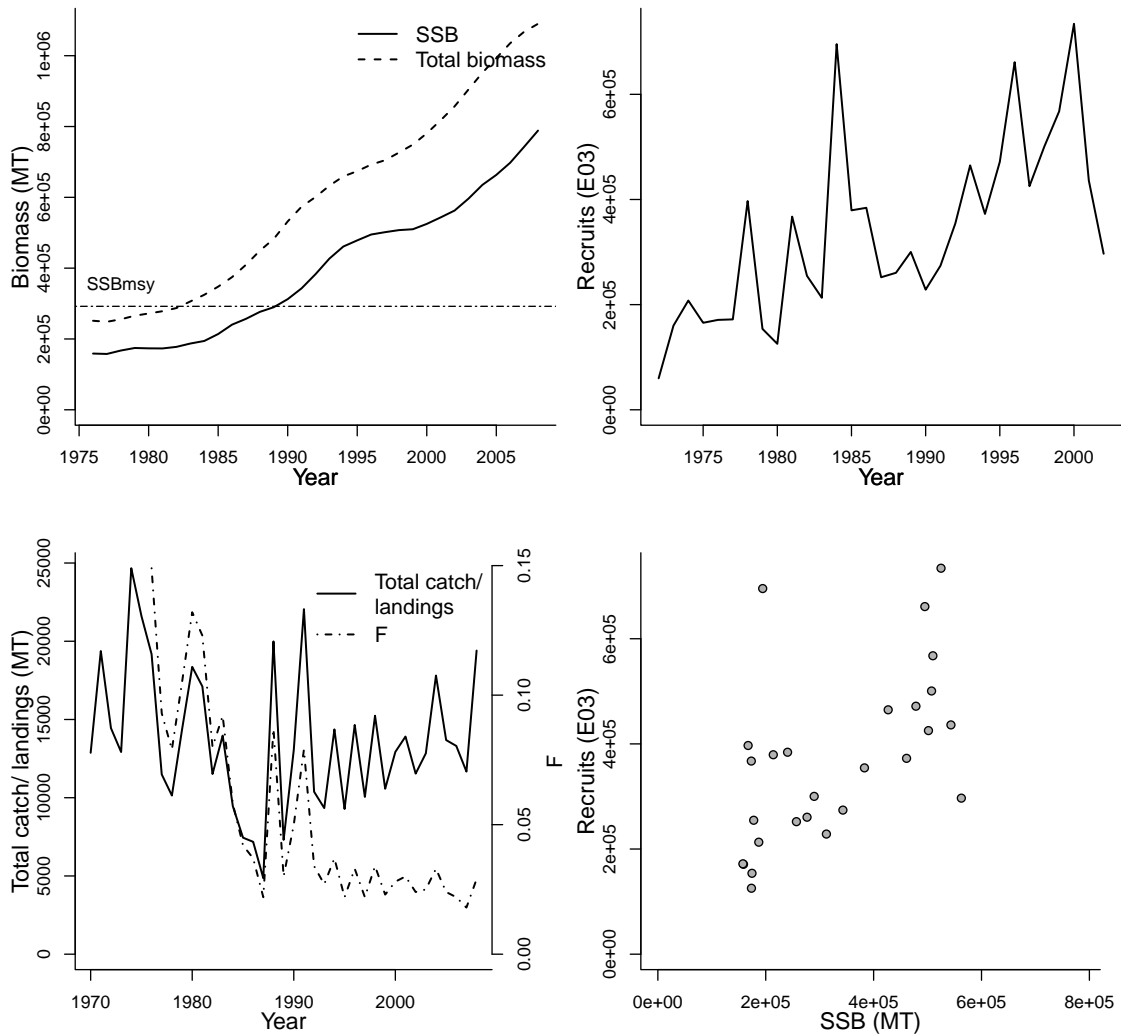 SSB
Total biomass
Biomass (MT)
0e+00
2e+05
4e+05
6e+05
8e+05
1e+06
SSBmsy
1975
1980
1985
1990
1995
2000
2005
Year
Recruits (E03)
0e+00
2e+05
4e+05
6e+05
1975
1980
1985
1990
1995
2000
Year
Total catch/ landings (MT)
0
5000
10000
15000
20000
25000
Total catch/
landings
F
0.00
0.05
0.10
0.15
F
1970
1980
1990
2000
Year
Recruits (E03)
0e+00
2e+05
4e+05
6e+05
0e+00
2e+05
4e+05
6e+05
8e+05
SSB (MT)